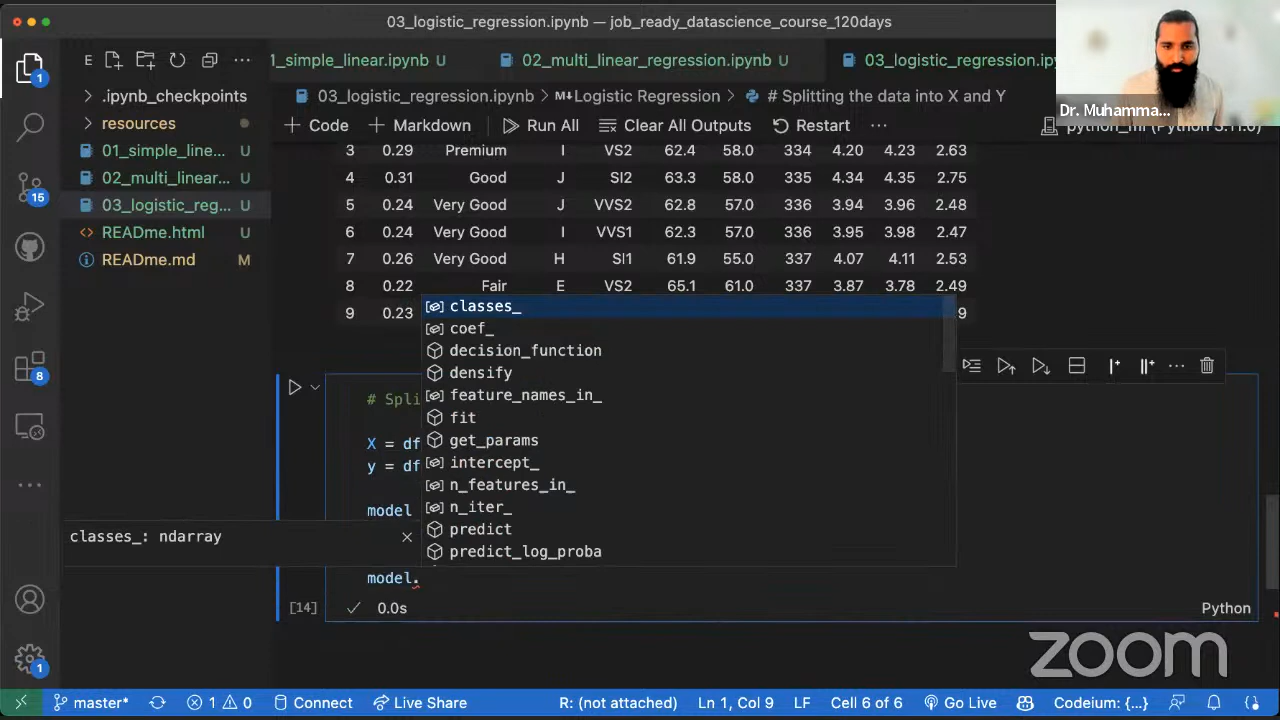 03_logistic_regression.ipynb — job_ready_datascience_course_120days
E
1_simple_linear.ipynb U
02_multi_linear_regression.ipynb U
03_logistic_regression.ipy
.ipynb_checkpoints
resources
01_simple_line... U
02_multi_linear... U
03_logistic_reg... U
READme.html U
READme.md M
1
15
8
1
03_logistic_regression.ipynb > M↓Logistic Regression > # Splitting the data into X and Y
+ Code + Markdown Run All Clear All Outputs Restart ...
Dr. Muhamma...
3 0.29 Premium I VS2 62.4 58.0 334 4.20 4.23 2.63
4 0.31 Good J SI2 63.3 58.0 335 4.34 4.35 2.75
5 0.24 Very Good J VVS2 62.8 57.0 336 3.94 3.96 2.48
6 0.24 Very Good I VVS1 62.3 57.0 336 3.95 3.98 2.47
7 0.26 Very Good H SI1 61.9 55.0 337 4.07 4.11 2.53
8 0.22 Fair E VS2 65.1 61.0 337 3.87 3.78 2.49
9 0.23 9
classes_
coef_
decision_function
densify
feature_names_in_
fit
get_params
intercept_
n_features_in_
n_iter_
predict
predict_log_proba
# Spli
X = df
y = df
model
classes_: ndarray ×
model.
[14] 0.0s Python
zoom
master* 1 0 Connect Live Share R: (not attached) Ln 1, Col 9 LF Cell 6 of 6 Go Live Codeium: {...}